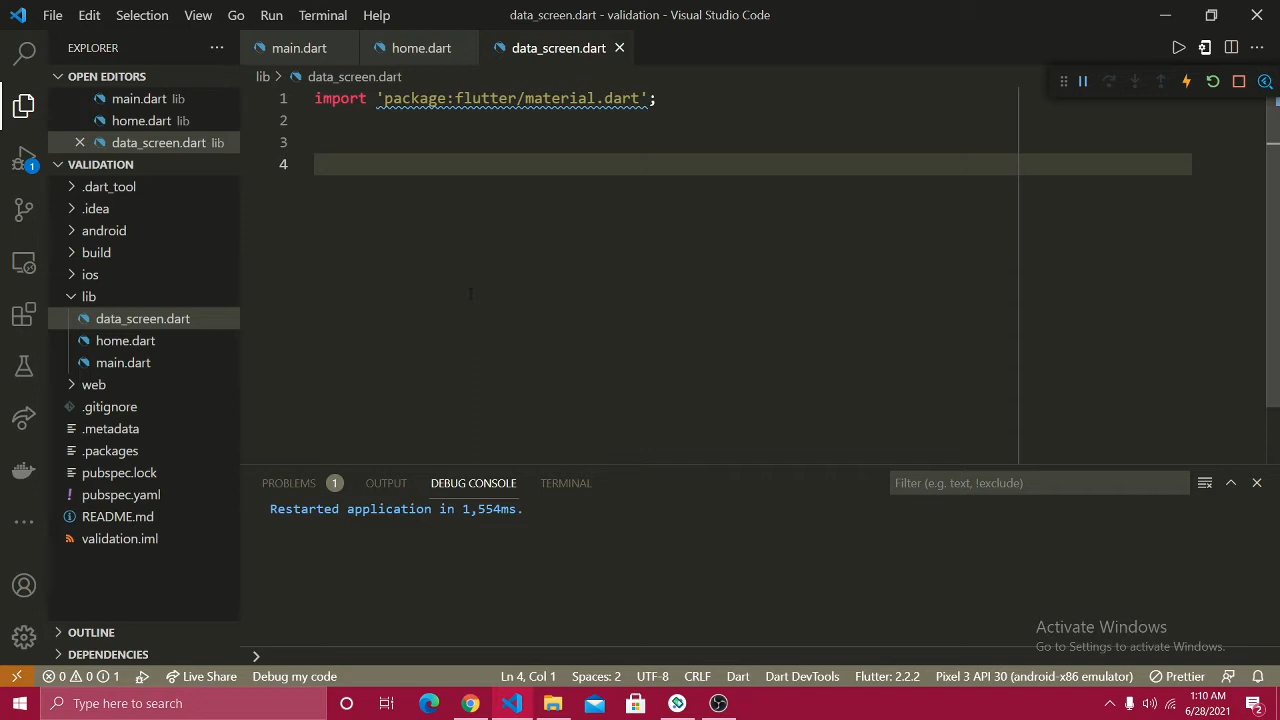 File Edit Selection View Go Run Terminal Help data_screen.dart - validation - Visual Studio Code
EXPLORER
main.dart home.dart data_screen.dart
OPEN EDITORS
main.dart lib
home.dart lib
data_screen.dart lib
VALIDATION
.dart_tool
.idea
android
build
ios
lib
data_screen.dart
home.dart
main.dart
web
.gitignore
.metadata
.packages
pubspec.lock
pubspec.yaml
README.md
validation.iml
OUTLINE
DEPENDENCIES
lib > data_screen.dart
1 import 'package:flutter/material.dart';
2
3
4
PROBLEMS 1 OUTPUT DEBUG CONSOLE TERMINAL Filter (e.g. text, !exclude)
Restarted application in 1,554ms.
Activate Windows
Go to Settings to activate Windows.
1
0 0 1 Live Share Debug my code Ln 4, Col 1 Spaces: 2 UTF-8 CRLF Dart Dart DevTools Flutter: 2.2.2 Pixel 3 API 30 (android-x86 emulator) Prettier
Type here to search
1:10 AM
6/28/2021
2